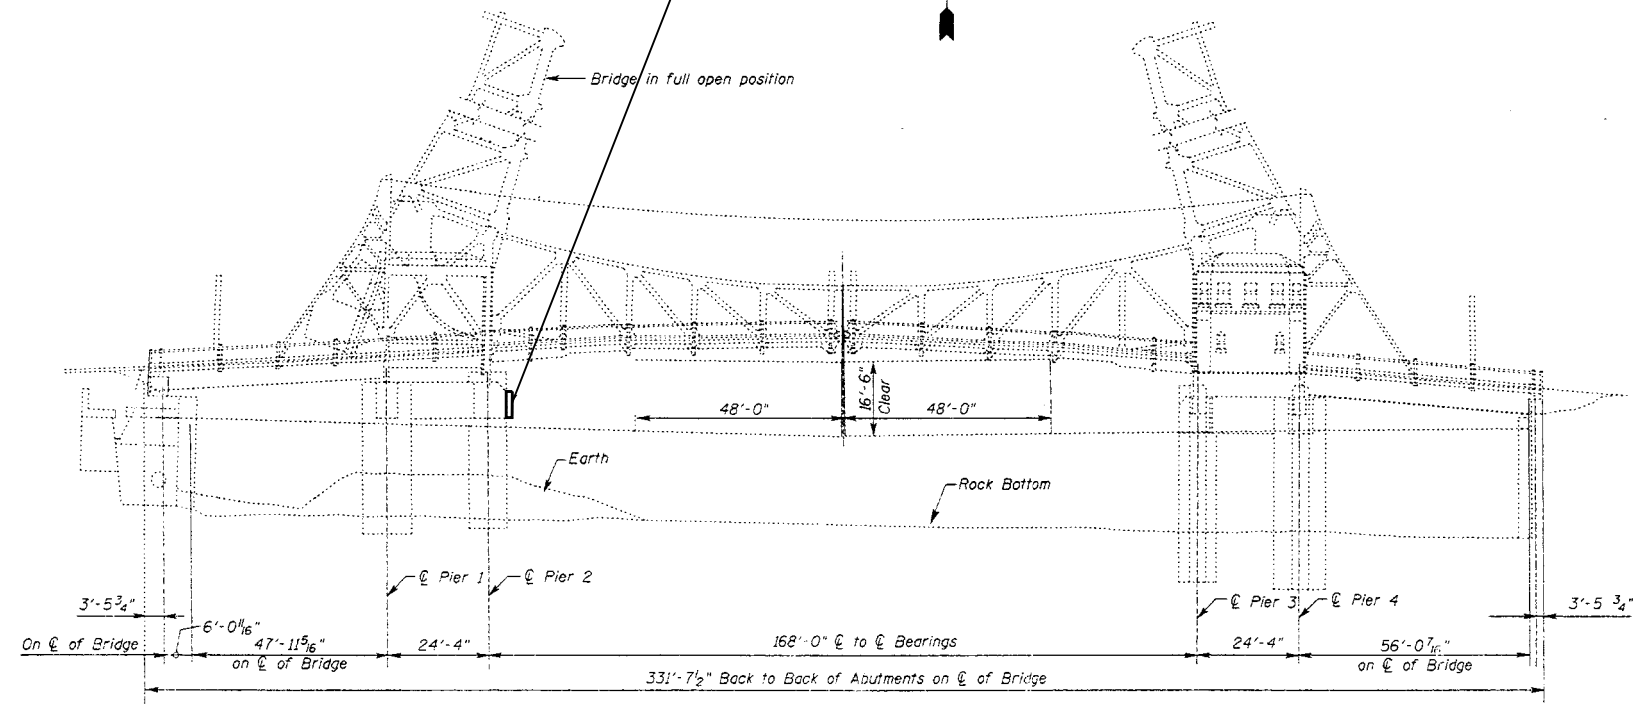 Bridge in full open position
16'-6"
Clear
48'-0"
48'-0"
Earth
Rock Bottom
℄ Pier 1
℄ Pier 2
℄ Pier 3
℄ Pier 4
3'-5 3/4"
3'-5 3/4"
6'-0 11/16"
On ℄ of Bridge
47'-11 5/16"
on ℄ of Bridge
24'-4"
168'-0" ℄ to ℄ Bearings
24'-4"
56'-0 7/16"
on ℄ of Bridge
331'-7 1/2" Back to Back of Abutments on ℄ of Bridge